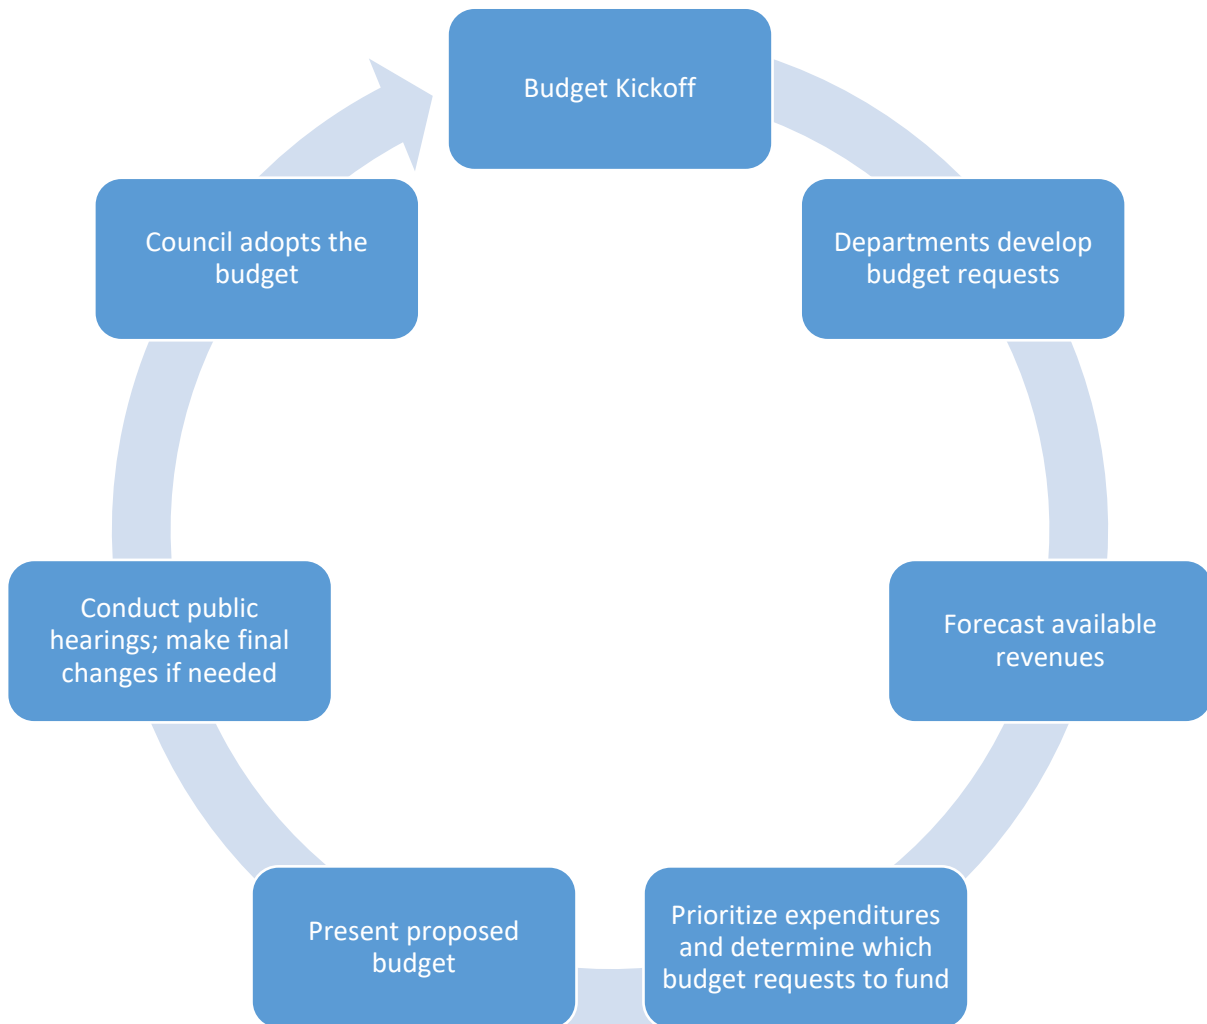 Budget Kickoff
Departments develop
budget requests
Forecast available
revenues
Prioritize expenditures
and determine which
budget requests to fund
Present proposed
budget
Conduct public
hearings; make final
changes if needed
Council adopts the
budget